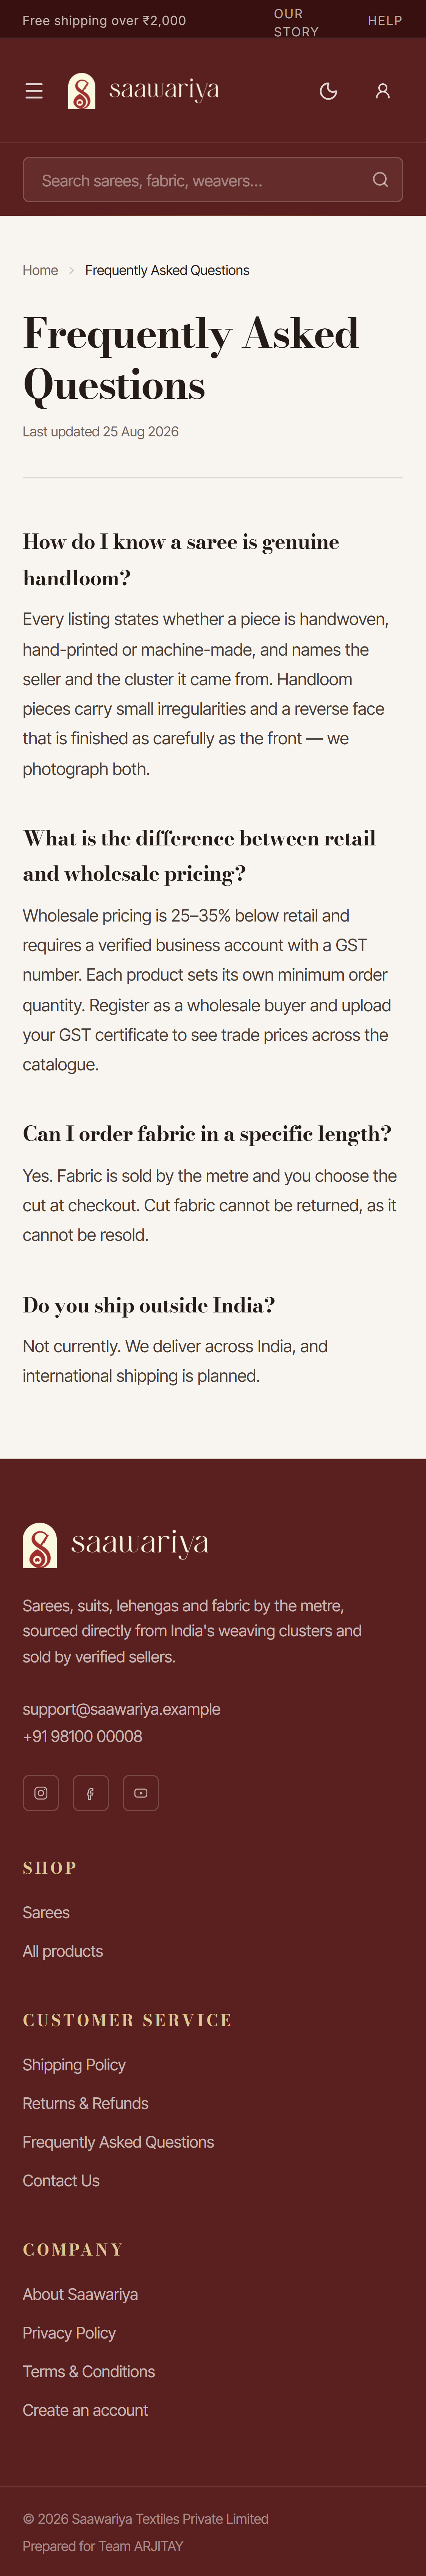 Free shipping over ₹2,000
OUR STORY
HELP
saawariya
Search sarees, fabric, weavers...
Home > Frequently Asked Questions
Frequently Asked
Questions
Last updated 25 Aug 2026
How do I know a saree is genuine
handloom?
Every listing states whether a piece is handwoven,
hand-printed or machine-made, and names the
seller and the cluster it came from. Handloom
pieces carry small irregularities and a reverse face
that is finished as carefully as the front — we
photograph both.
What is the difference between retail
and wholesale pricing?
Wholesale pricing is 25–35% below retail and
requires a verified business account with a GST
number. Each product sets its own minimum order
quantity. Register as a wholesale buyer and upload
your GST certificate to see trade prices across the
catalogue.
Can I order fabric in a specific length?
Yes. Fabric is sold by the metre and you choose the
cut at checkout. Cut fabric cannot be returned, as it
cannot be resold.
Do you ship outside India?
Not currently. We deliver across India, and
international shipping is planned.
saawariya
Sarees, suits, lehengas and fabric by the metre,
sourced directly from India's weaving clusters and
sold by verified sellers.
support@saawariya.example
+91 98100 00008
SHOP
Sarees
All products
CUSTOMER SERVICE
Shipping Policy
Returns & Refunds
Frequently Asked Questions
Contact Us
COMPANY
About Saawariya
Privacy Policy
Terms & Conditions
Create an account
© 2026 Saawariya Textiles Private Limited
Prepared for Team ARJITAY